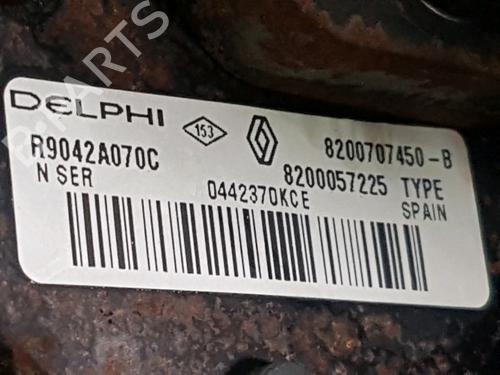 DELPHI
153
8200707450-B
R9042A070C
8200057225 TYPE
N SER
0442370KCE
SPAIN